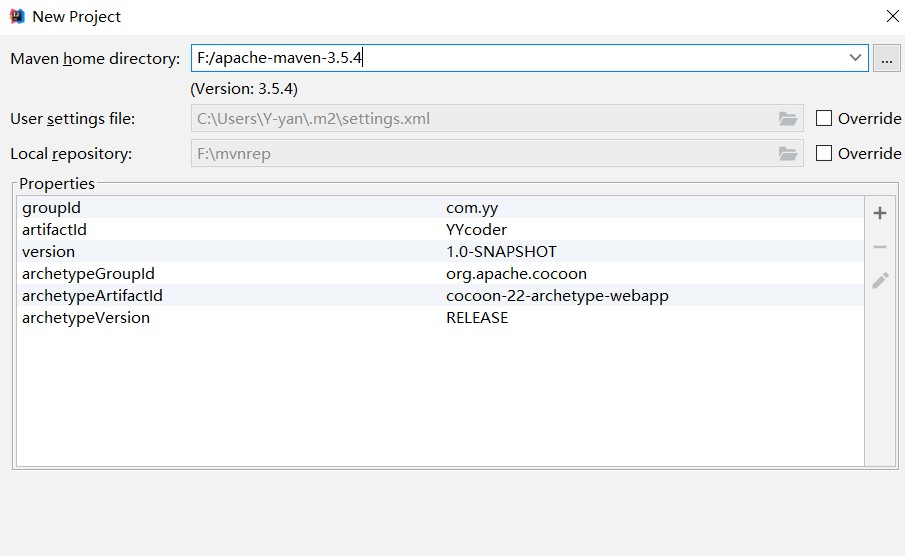 New Project
Maven home directory: F:/apache-maven-3.5.4 ...
(Version: 3.5.4)
User settings file: C:\Users\Y-yan\.m2\settings.xml Override
Local repository: F:\mvnrep Override
Properties
groupId com.yy
artifactId YYcoder
version 1.0-SNAPSHOT
archetypeGroupId org.apache.cocoon
archetypeArtifactId cocoon-22-archetype-webapp
archetypeVersion RELEASE